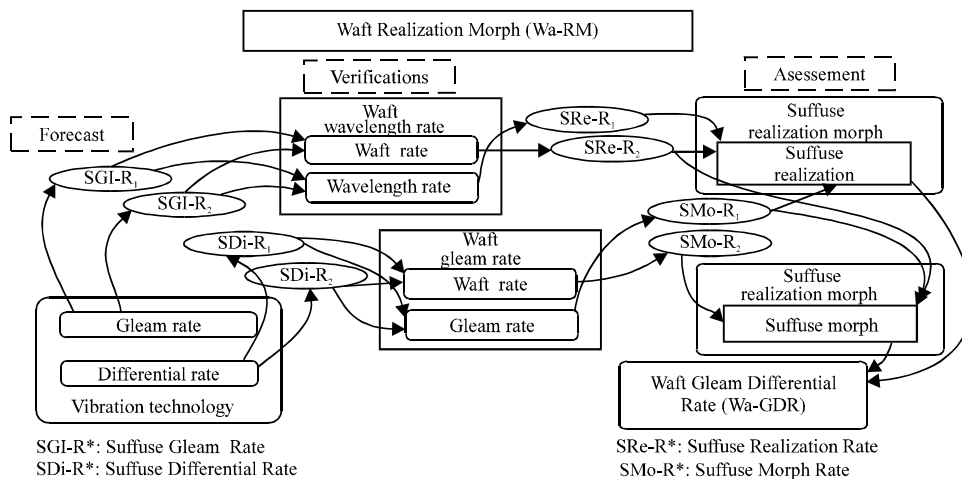 Waft Realization Morph (Wa-RM)
Forecast
Verifications
Asessement
Waft
wavelength rate
Waft rate
Wavelength rate
SGI-R1
SGI-R2
SDi-R1
SDi-R2
SRe-R1
SRe-R2
SMo-R1
SMo-R2
Waft
gleam rate
Waft rate
Gleam rate
Suffuse
realization morph
Suffuse
realization
Suffuse
realization morph
Suffuse morph
Gleam rate
Differential rate
Vibration technology
Waft Gleam Differential
Rate (Wa-GDR)
SGI-R*: Suffuse Gleam Rate
SDi-R*: Suffuse Differential Rate
SRe-R*: Suffuse Realization Rate
SMo-R*: Suffuse Morph Rate